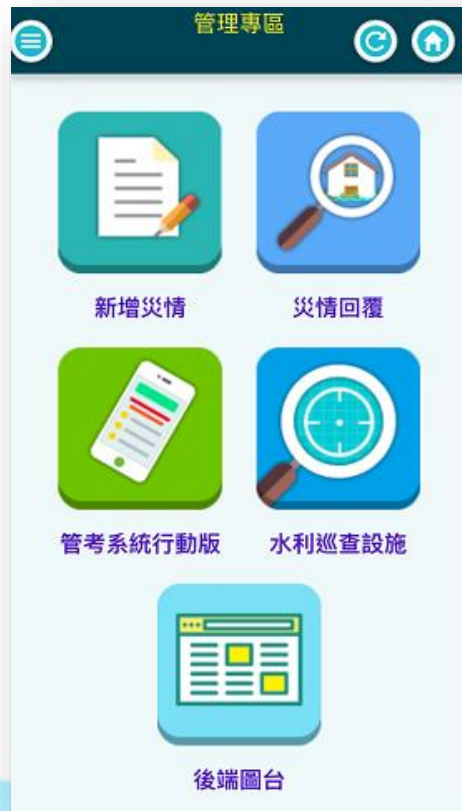 管理專區
新增災情
災情回覆
管考系統行動版
水利巡查設施
後端圖台